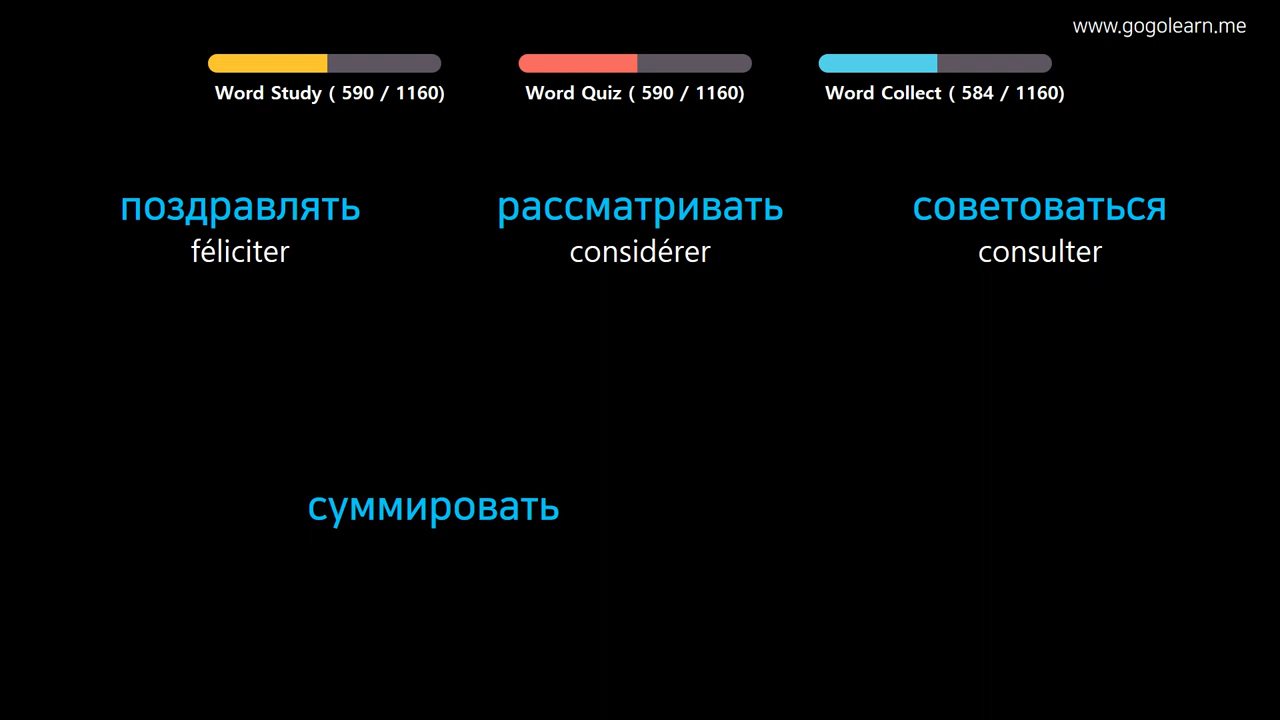 www.gogolearn.me
Word Study ( 590 / 1160)
Word Quiz ( 590 / 1160)
Word Collect ( 584 / 1160)
поздравлять
féliciter
рассматривать
considérer
советоваться
consulter
суммировать